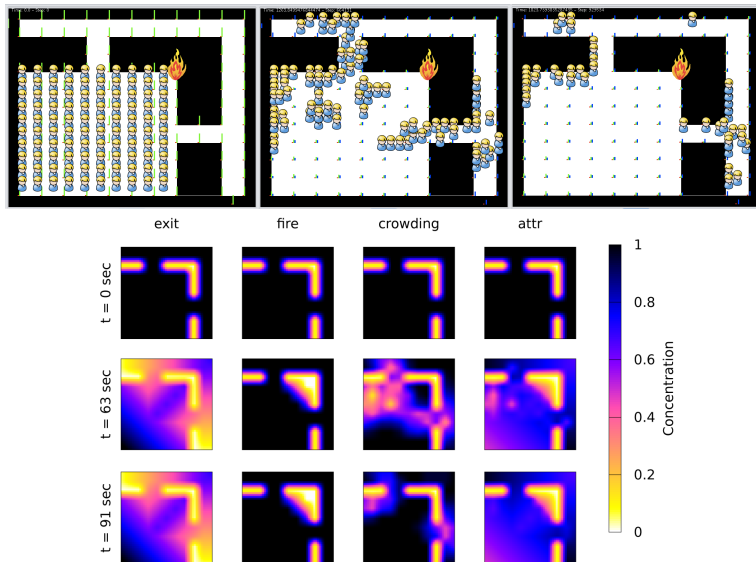 exit fire crowding attr
t = 0 sec
t = 63 sec
t = 91 sec
1
0.8
0.6
0.4
0.2
0
Concentration